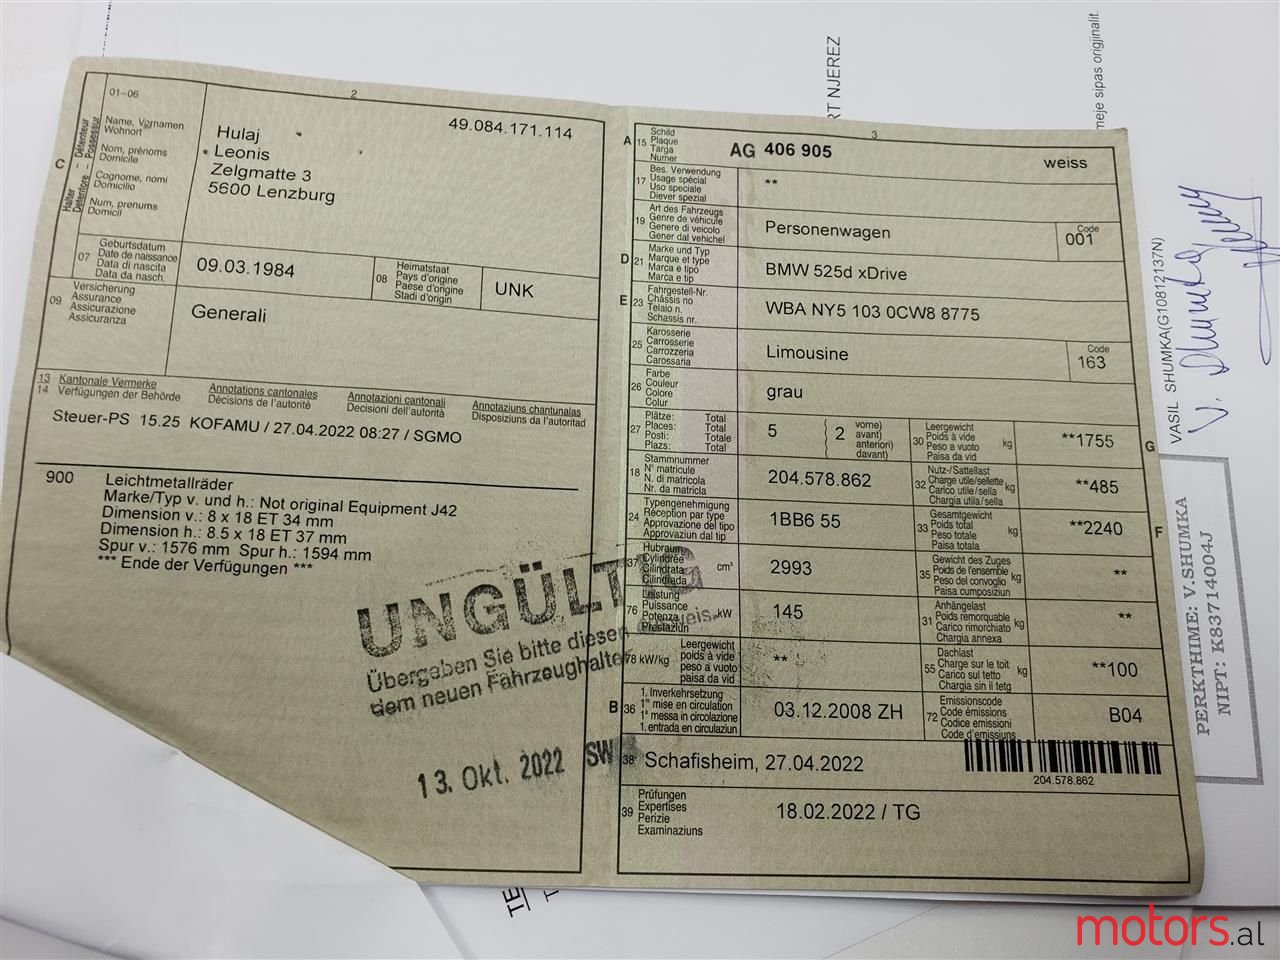 01-06
2
C
Halter - Détenteur
Detentore - Possessur
Name, Vornamen
Wohnort
Nom, prénoms
Domicile
Cognome, nomi
Domicilio
Num, prenums
Domicil
49.084.171.114
Hulaj
Leonis
Zelgmatte 3
5600 Lenzburg
07
Geburtsdatum
Date de naissance
Data di nascita
Data da nasch.
09.03.1984
08
Heimatstaat
Pays d'origine
Paese d'origine
Stadi d'origin
UNK
09
Versicherung
Assurance
Assicurazione
Assicuranza
Generali
13
14
Kantonale Vermerke
Verfügungen der Behörde
Annotations cantonales
Décisions de l'autorité
Annotazioni cantonali
Decisioni dell'autorità
Annotaziuns chantunalas
Disposiziuns da l'autoritad
Steuer-PS 15.25 KOFAMU / 27.04.2022 08:27 / SGMO
900
Leichtmetallräder
Marke/Typ v. und h.: Not original Equipment J42
Dimension v.: 8 x 18 ET 34 mm
Dimension h.: 8.5 x 18 ET 37 mm
Spur v.: 1576 mm Spur h.: 1594 mm
*** Ende der Verfügungen ***
UNGÜLTIG
Übergeben Sie bitte diesen Ausweis
dem neuen Fahrzeughalter
13. Okt. 2022 SW
3
A
15
Schild
Plaque
Targa
Numer
AG 406 905
weiss
17
Bes. Verwendung
Usage spécial
Uso speciale
Diever spezial
**
19
Art des Fahrzeugs
Genre de véhicule
Genere di veicolo
Gener dal vehichel
Personenwagen
Code
001
D
21
Marke und Typ
Marque et type
Marca e tipo
Marca e tip
BMW 525d xDrive
E
23
Fahrgestell-Nr.
Châssis no
Telaio n.
Schassis nr.
WBA NY5 103 0CW8 8775
25
Karosserie
Carrosserie
Carrozzeria
Carossaria
Limousine
Code
163
26
Farbe
Couleur
Colore
Colur
grau
27
Plätze: Total
Places: Total
Posti: Totale
Plazs: Total
5
2
vorne)
avant)
anteriori)
davant)
30
Leergewicht
Poids à vide
Peso a vuoto
Paisa da vid
kg
**1755
G
18
Stammnummer
N° matricule
N. di matricola
Nr. da matricla
204.578.862
32
Nutz-/Sattellast
Charge utile/sellette
Carico utile/sella
Chargia utila/sella
kg
**485
24
Typengenehmigung
Réception par type
Approvazione del tipo
Approvaziun dal tip
1BB6 55
33
Gesamtgewicht
Poids total
Peso totale
Paisa totala
kg
**2240
F
37
Hubraum
Cylindrée
Cilindrata
Cilindrada
cm³
2993
35
Gewicht des Zuges
Poids de l'ensemble
Peso del convoglio
Paisa cumposiziun
kg
**
76
Leistung
Puissance
Potenza
Prestaziun
kW
145
31
Anhängelast
Poids remorquable
Carico rimorchiato
Chargia annexa
kg
**
78 kW/kg
Leergewicht
poids à vide
peso a vuoto
paisa da vid
**
55
Dachlast
Charge sur le toit
Carico sul tetto
Chargia sin il tetg
kg
**100
B
36
1. Inverkehrsetzung
1re mise en circulation
1a messa in circolazione
1. entrada en circulaziun
03.12.2008 ZH
72
Emissionscode
Code émissions
Codice emissioni
Code d'emissiuns
B04
38
Schafisheim, 27.04.2022
204.578.862
39
Prüfungen
Expertises
Perizie
Examinaziuns
18.02.2022 / TG
RT NJEREZ
meje sipas origjinalit.
VASIL SHUMKA(G10812137N)
V. Shumka
PERKTHIME: V.SHUMKA
NIPT: K83714004J
TE
motors.al